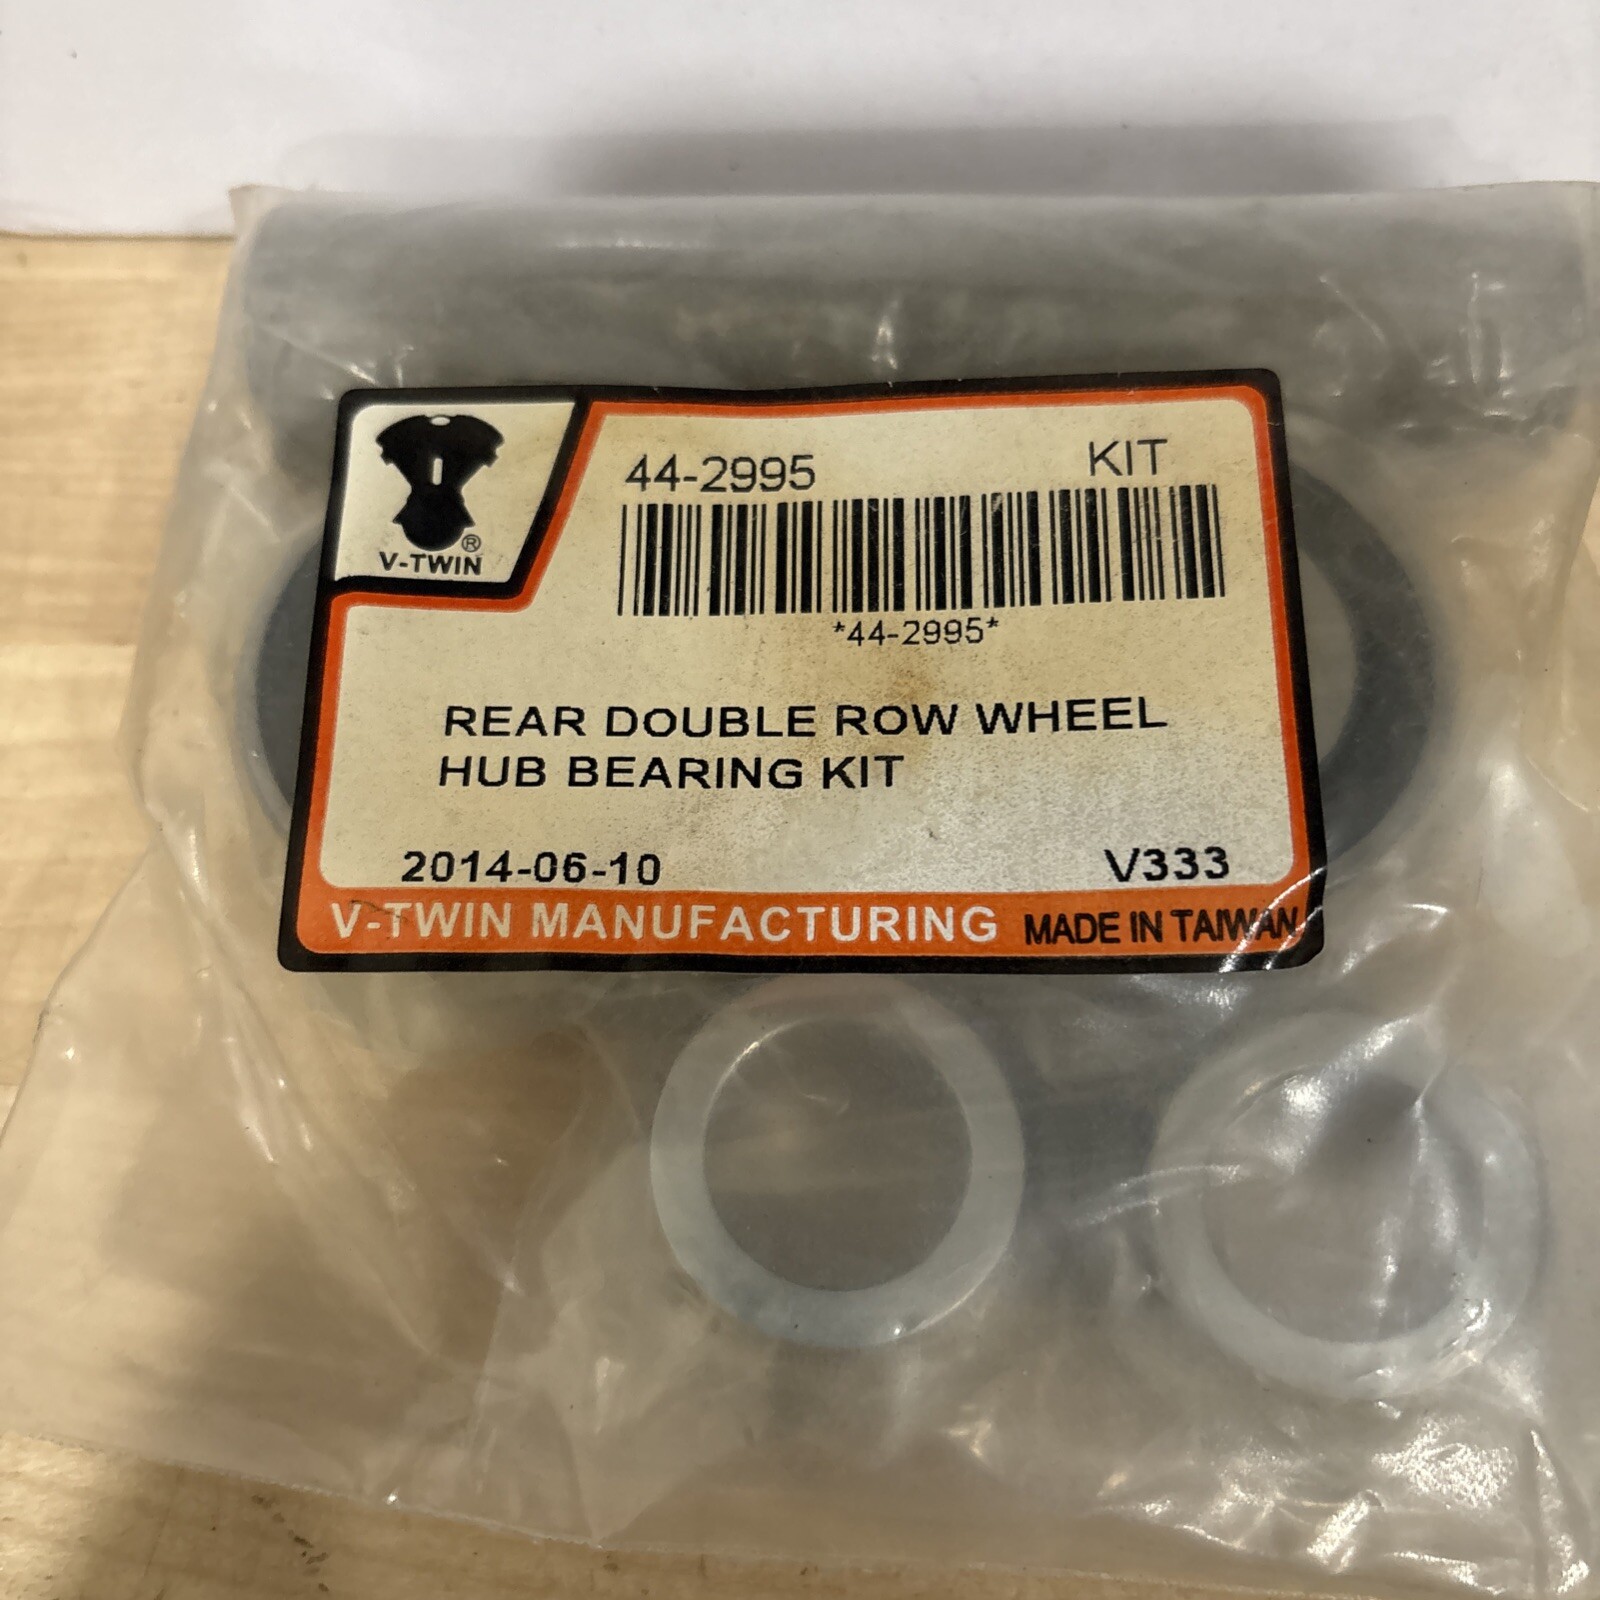 44-2995 KIT
*44-2995*
® 
V-TWIN
REAR DOUBLE ROW WHEEL
HUB BEARING KIT
2014-06-10 V333
V-TWIN MANUFACTURING MADE IN TAIWAN